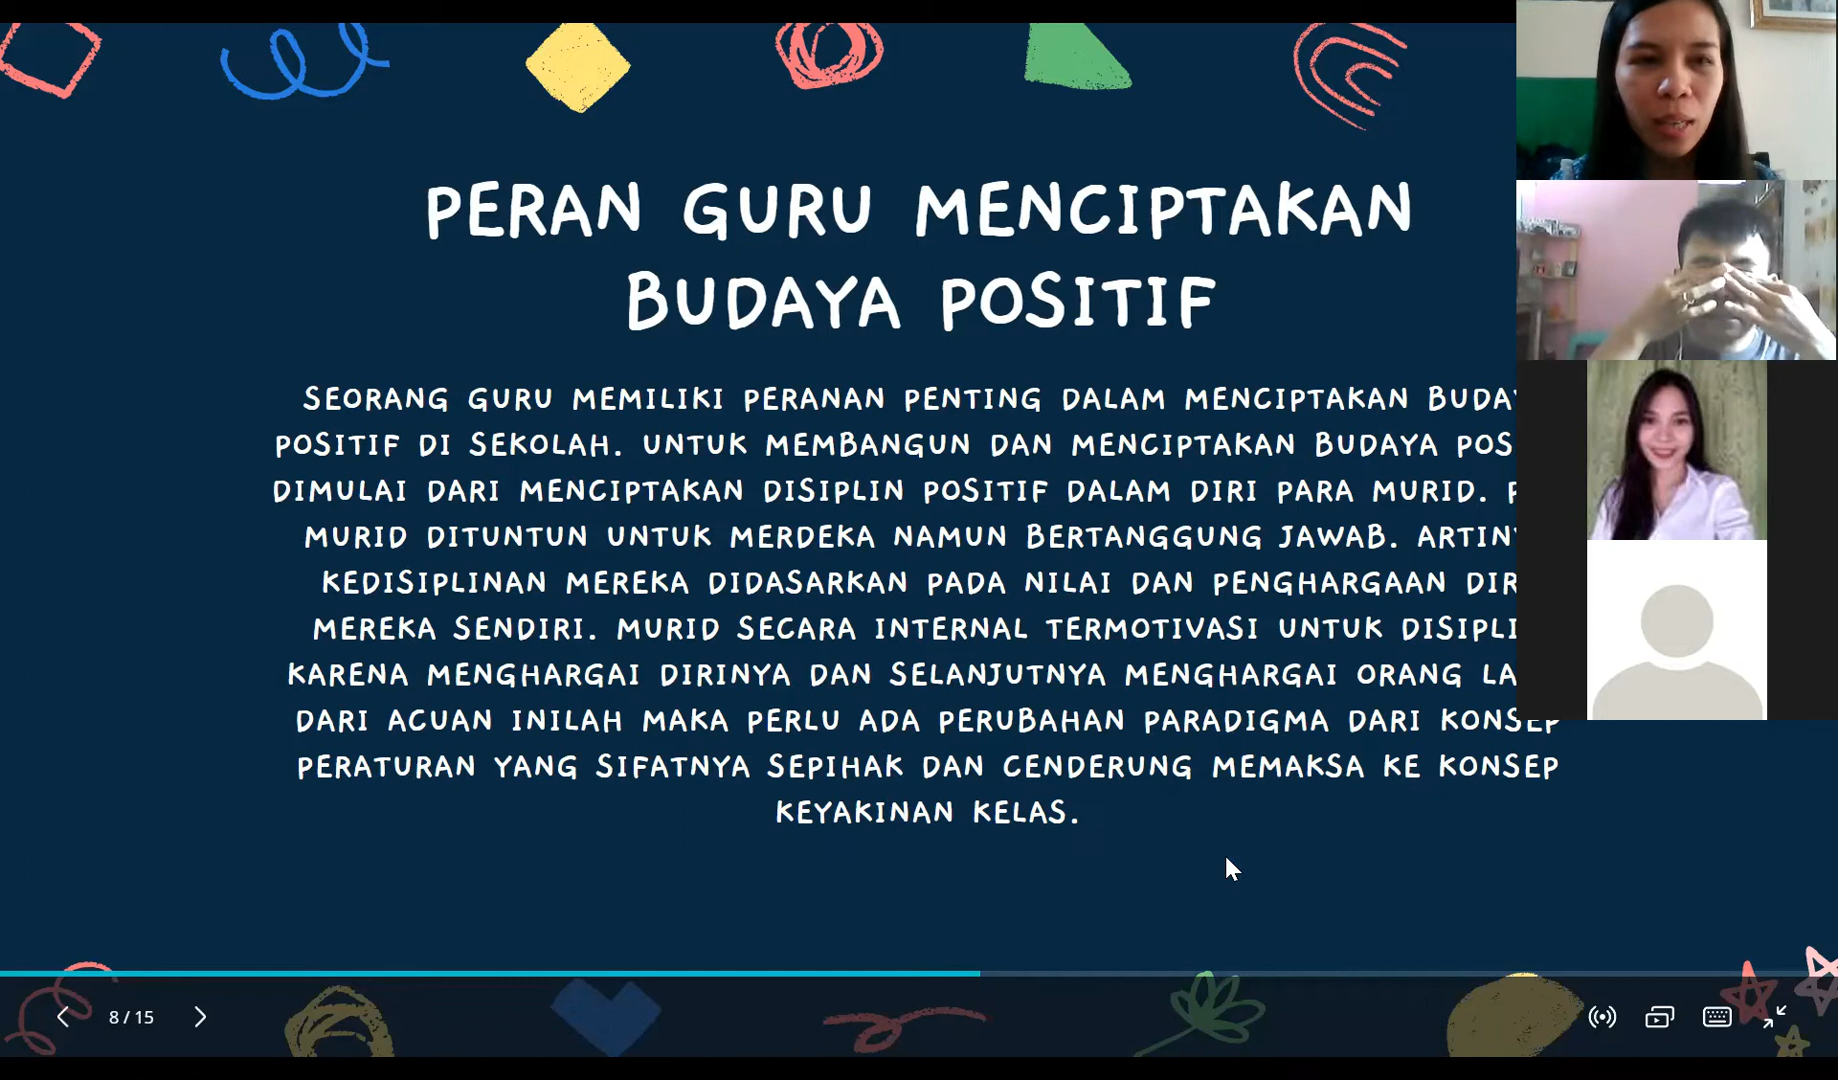 PERAN GURU MENCIPTAKAN
BUDAYA POSITIF
SEORANG GURU MEMILIKI PERANAN PENTING DALAM MENCIPTAKAN
POSITIF DI SEKOLAH. UNTUK MEMBANGUN DAN MENCIPTAKAN BUDAYA
DIMULAI DARI MENCIPTAKAN DISIPLIN POSITIF DALAM DIRI PARA MURID.
MURID DITUNTUN UNTUK MERDEKA NAMUN BERTANGGUNG JAWAB.
KEDISIPLINAN MEREKA DIDASARKAN PADA NILAI DAN PENGHARGAAN
MEREKA SENDIRI. MURID SECARA INTERNAL TERMOTIVASI UNTUK
KARENA MENGHARGAI DIRINYA DAN SELANJUTNYA MENGHARGAI ORANG
DARI ACUAN INILAH MAKA PERLU ADA PERUBAHAN PARADIGMA DARI KONSEP
PERATURAN YANG SIFATNYA SEPIHAK DAN CENDERUNG MEMAKSA KE KONSEP
KEYAKINAN KELAS.
8 / 15